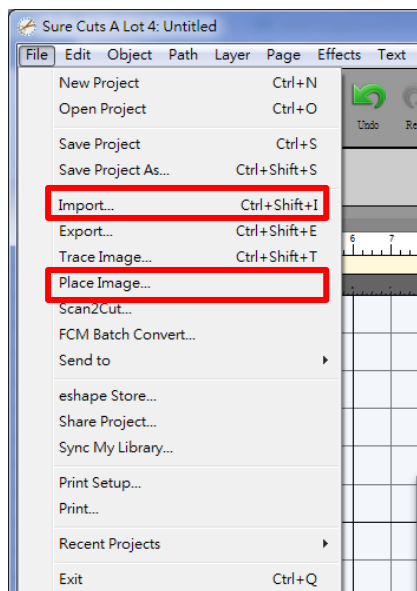 Sure Cuts A Lot 4: Untitled
File Edit Object Path Layer Page Effects Text
New Project Ctrl+N
Open Project Ctrl+O
Undo
Save Project Ctrl+S
Save Project As... Ctrl+Shift+S
Import... Ctrl+Shift+I
Export... Ctrl+Shift+E
6 7
Trace Image... Ctrl+Shift+T
Place Image...
Scan2Cut...
FCM Batch Convert...
Send to
eshape Store...
Share Project...
Sync My Library...
Print Setup...
Print...
Recent Projects
Exit Ctrl+Q